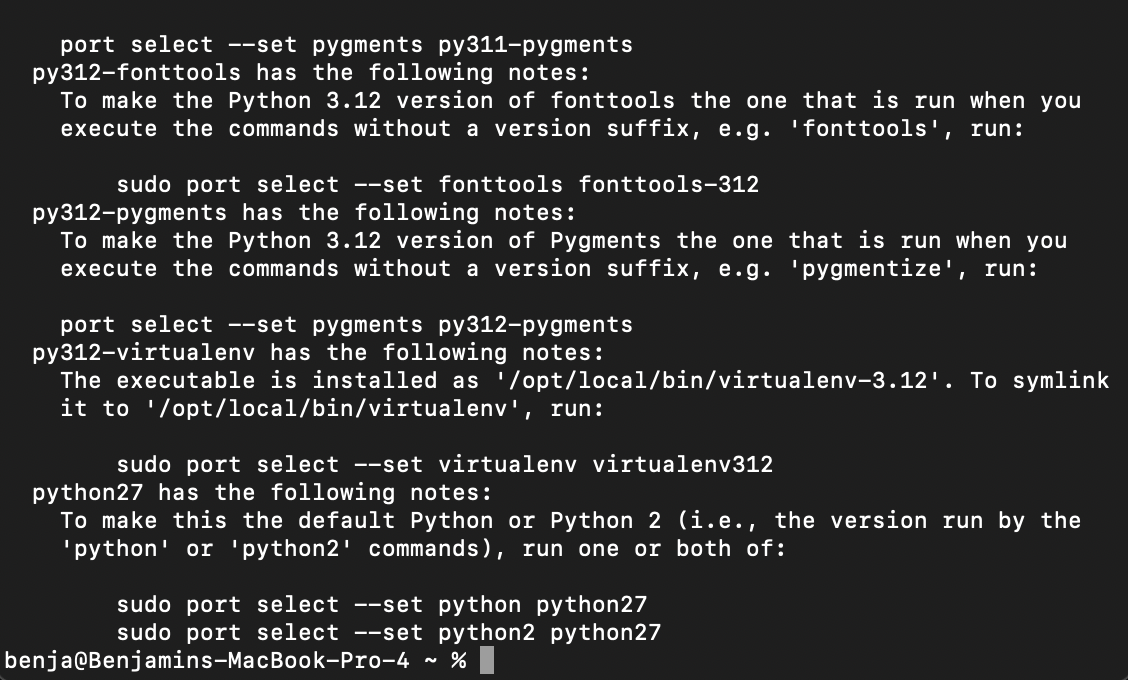 port select --set pygments py311-pygments
py312-fonttools has the following notes:
To make the Python 3.12 version of fonttools the one that is run when you
execute the commands without a version suffix, e.g. 'fonttools', run:
sudo port select --set fonttools fonttools-312
py312-pygments has the following notes:
To make the Python 3.12 version of Pygments the one that is run when you
execute the commands without a version suffix, e.g. 'pygmentize', run:
port select --set pygments py312-pygments
py312-virtualenv has the following notes:
The executable is installed as '/opt/local/bin/virtualenv-3.12'. To symlink
it to '/opt/local/bin/virtualenv', run:
sudo port select --set virtualenv virtualenv312
python27 has the following notes:
To make this the default Python or Python 2 (i.e., the version run by the
'python' or 'python2' commands), run one or both of:
sudo port select --set python python27
sudo port select --set python2 python27
benja@Benjamins-MacBook-Pro-4 ~ %